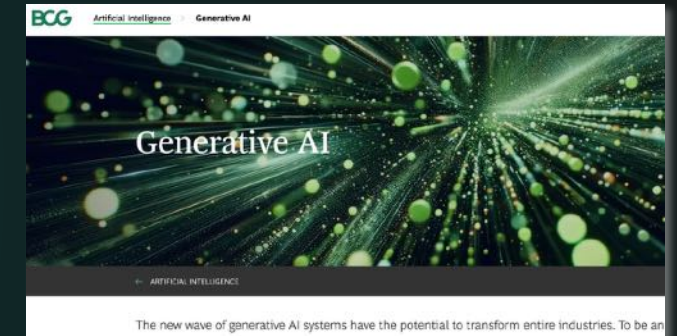 BCG Artificial Intelligence Generative AI
Generative AI
← ARTIFICIAL INTELLIGENCE
The new wave of generative AI systems have the potential to transform entire industries. To be an